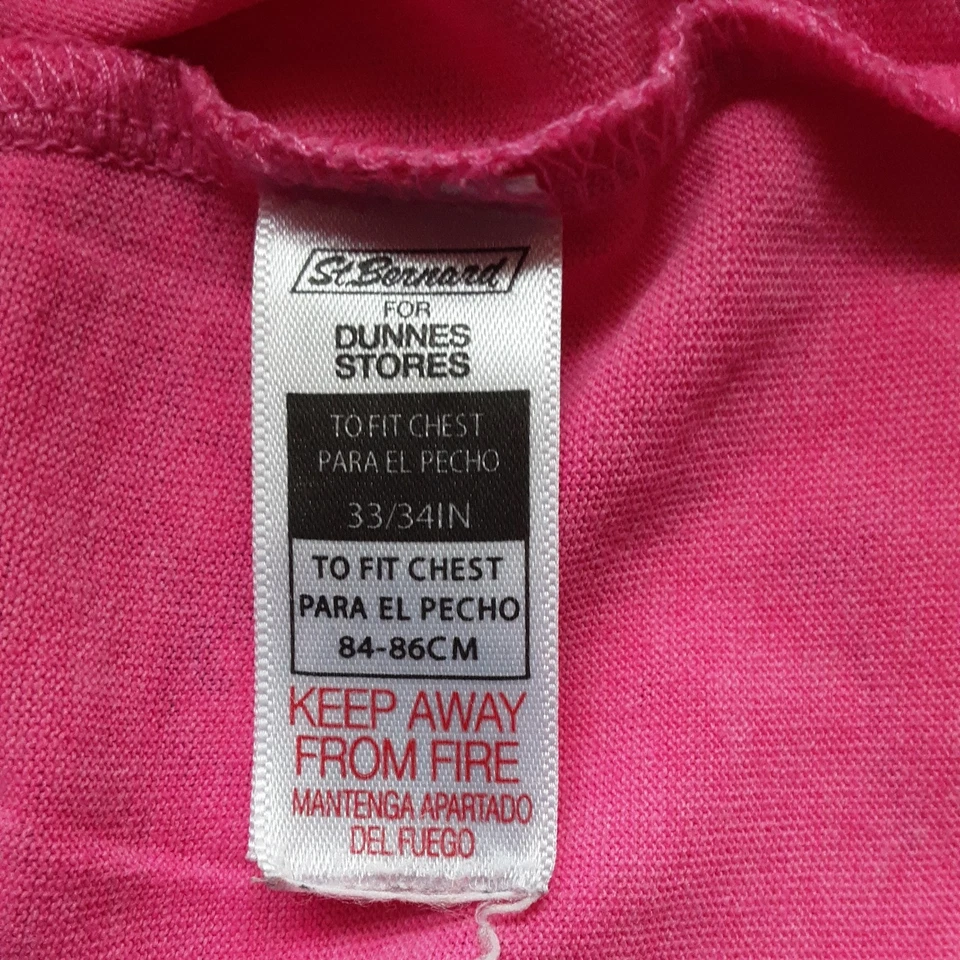 St.Bernard
FOR
DUNNES
STORES
TO FIT CHEST
PARA EL PECHO
33/34IN
TO FIT CHEST
PARA EL PECHO
84-86CM
KEEP AWAY
FROM FIRE
MANTENGA APARTADO
DEL FUEGO